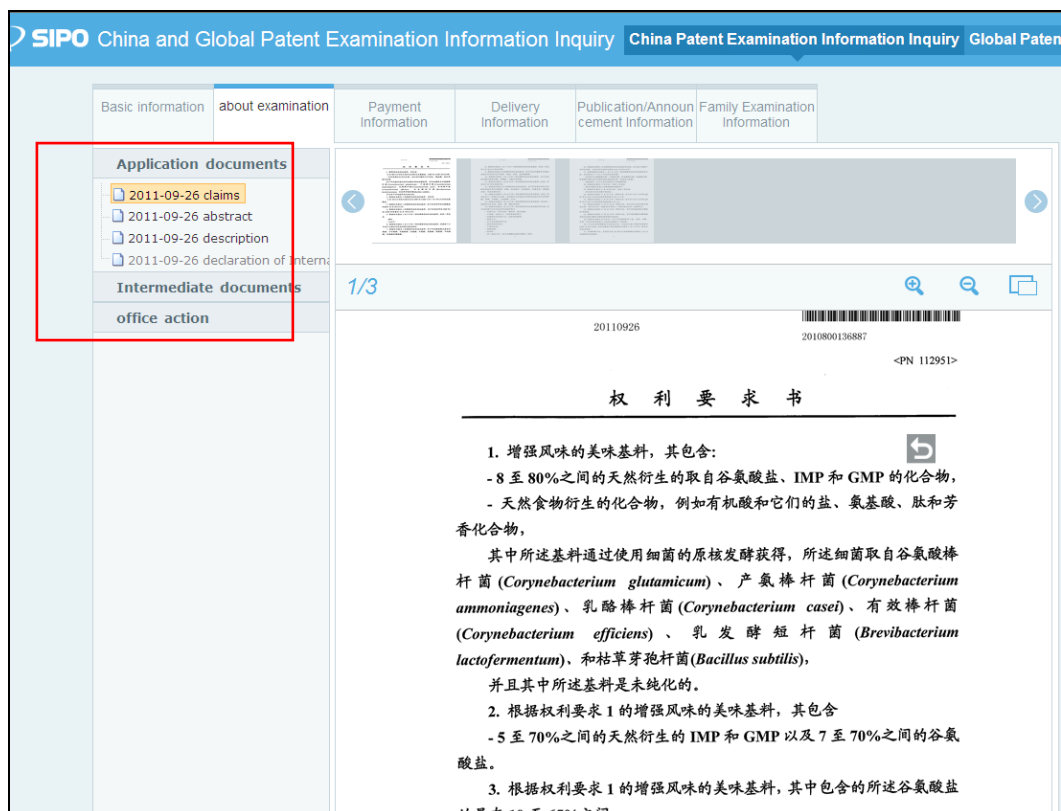 SIPO China and Global Patent Examination Information Inquiry China Patent Examination Information Inquiry Global Paten
Basic information about examination Payment Information Delivery Information Publication/Announ cement Information Family Examination Information
Application documents
2011-09-26 claims
2011-09-26 abstract
2011-09-26 description
2011-09-26 declaration of Interna
Intermediate documents
office action
1/3
20110926
2010800136887
<PN 112951>
权 利 要 求 书
1. 增强风味的美味基料，其包含:
- 8 至 80%之间的天然衍生的取自谷氨酸盐、IMP 和 GMP 的化合物，
- 天然食物衍生的化合物，例如有机酸和它们的盐、氨基酸、肽和芳
香化合物，
其中所述基料通过使用细菌的原核发酵获得，所述细菌取自谷氨酸棒
杆菌(Corynebacterium glutamicum)、产氨棒杆菌(Corynebacterium
ammoniagenes)、乳酪棒杆菌(Corynebacterium casei)、有效棒杆菌
(Corynebacterium efficiens)、乳发酵短杆菌(Brevibacterium
lactofermentum)、和枯草芽孢杆菌(Bacillus subtilis)，
并且其中所述基料是未纯化的。
2. 根据权利要求 1 的增强风味的美味基料，其包含
- 5 至 70%之间的天然衍生的 IMP 和 GMP 以及 7 至 70%之间的谷氨
酸盐。
3. 根据权利要求 1 的增强风味的美味基料，其中包含的所述谷氨酸盐